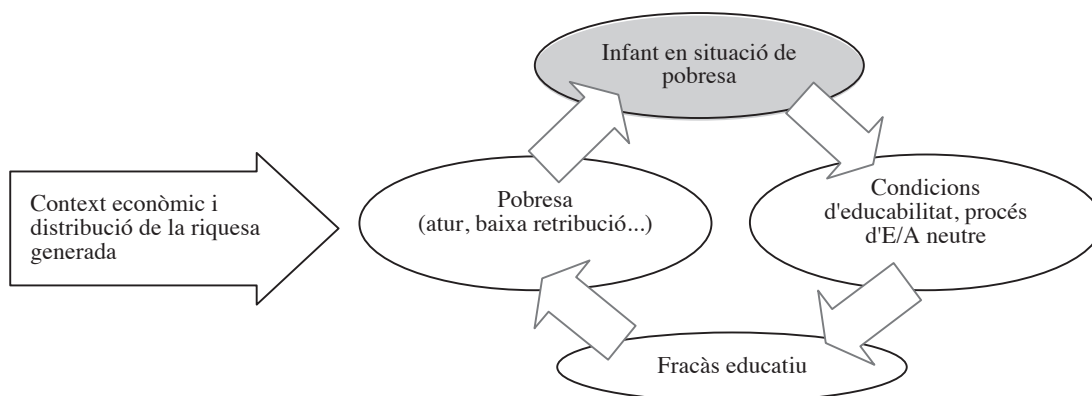 Infant en situació de
pobresa
Context econòmic i
distribució de la riquesa
generada
Pobresa
(atur, baixa retribució...)
Condicions
d'educabilitat, procés
d'E/A neutre
Fracàs educatiu